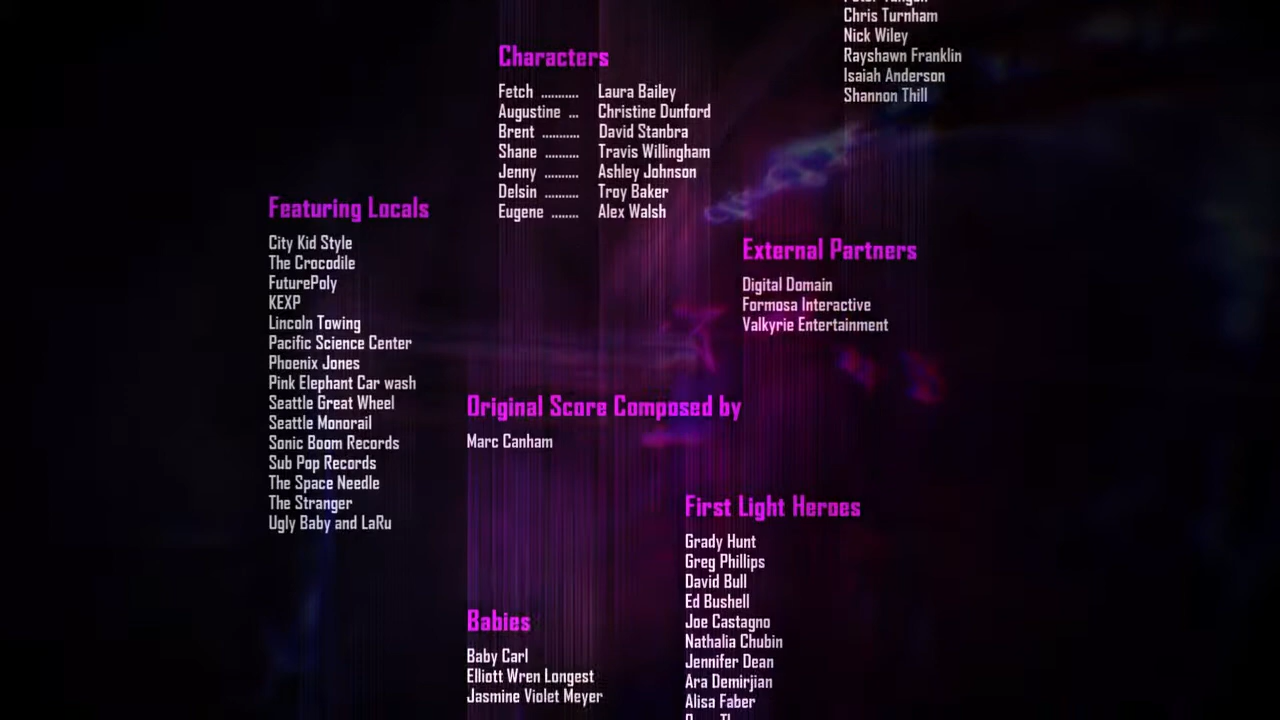 Chris Turnham
Nick Wiley
Rayshawn Franklin
Isaiah Anderson
Shannon Thill
Characters
Fetch ........... Laura Bailey
Augustine ... Christine Dunford
Brent ........... David Stanbra
Shane .......... Travis Willingham
Jenny .......... Ashley Johnson
Delsin .......... Troy Baker
Eugene ........ Alex Walsh
Featuring Locals
City Kid Style
The Crocodile
FuturePoly
KEXP
Lincoln Towing
Pacific Science Center
Phoenix Jones
Pink Elephant Car wash
Seattle Great Wheel
Seattle Monorail
Sonic Boom Records
Sub Pop Records
The Space Needle
The Stranger
Ugly Baby and LaRu
External Partners
Digital Domain
Formosa Interactive
Valkyrie Entertainment
Original Score Composed by
Marc Canham
First Light Heroes
Grady Hunt
Greg Phillips
David Bull
Ed Bushell
Joe Castagno
Nathalia Chubin
Jennifer Dean
Ara Demirjian
Alisa Faber
Babies
Baby Carl
Elliott Wren Longest
Jasmine Violet Meyer